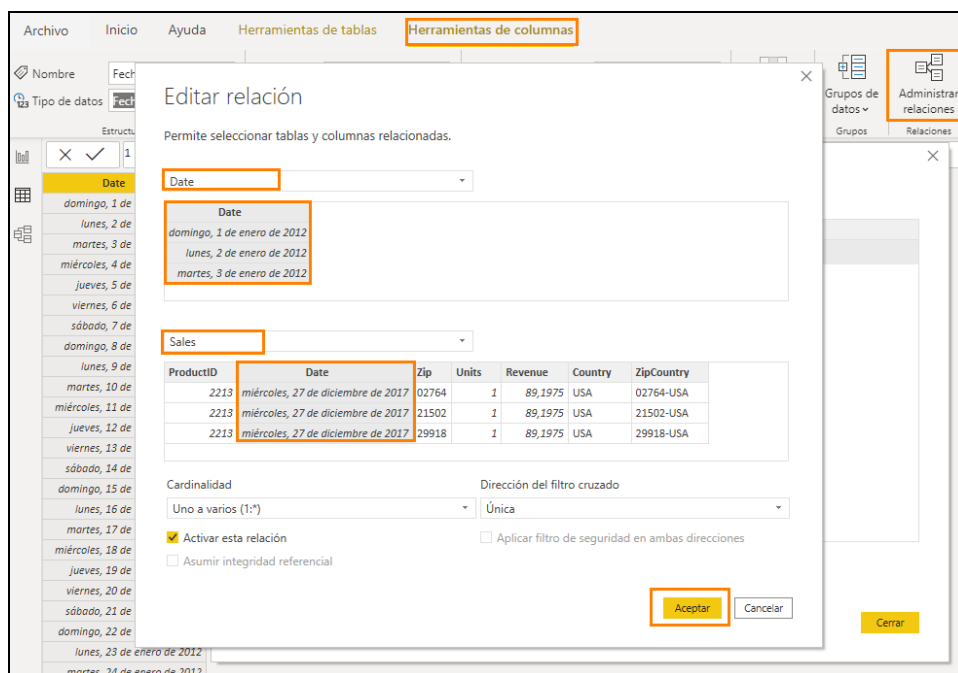 Archivo Inicio Ayuda Herramientas de tablas Herramientas de columnas
Nombre Fech
Tipo de datos Fech
Estructu
Grupos de datos
Grupos
Administrar relaciones
Relaciones
1
Editar relación
Permite seleccionar tablas y columnas relacionadas.
Date
Date
domingo, 1 de enero de 2012
lunes, 2 de enero de 2012
martes, 3 de enero de 2012
Sales
ProductID Date Zip Units Revenue Country ZipCountry
2213 miércoles, 27 de diciembre de 2017 02764 1 89,1975 USA 02764-USA
2213 miércoles, 27 de diciembre de 2017 21502 1 89,1975 USA 21502-USA
2213 miércoles, 27 de diciembre de 2017 29918 1 89,1975 USA 29918-USA
Cardinalidad Dirección del filtro cruzado
Uno a varios (1:*) Única
Activar esta relación Aplicar filtro de seguridad en ambas direcciones
Asumir integridad referencial
Aceptar Cancelar
Cerrar
Date
domingo, 1 de
lunes, 2 de
martes, 3 de
miércoles, 4 de
jueves, 5 de
viernes, 6 de
sábado, 7 de
domingo, 8 de
lunes, 9 de
martes, 10 de
miércoles, 11 de
jueves, 12 de
viernes, 13 de
sábado, 14 de
domingo, 15 de
lunes, 16 de
martes, 17 de
miércoles, 18 de
jueves, 19 de
viernes, 20 de
sábado, 21 de
domingo, 22 de
lunes, 23 de enero de 2012
martes, 24 de enero de 2012